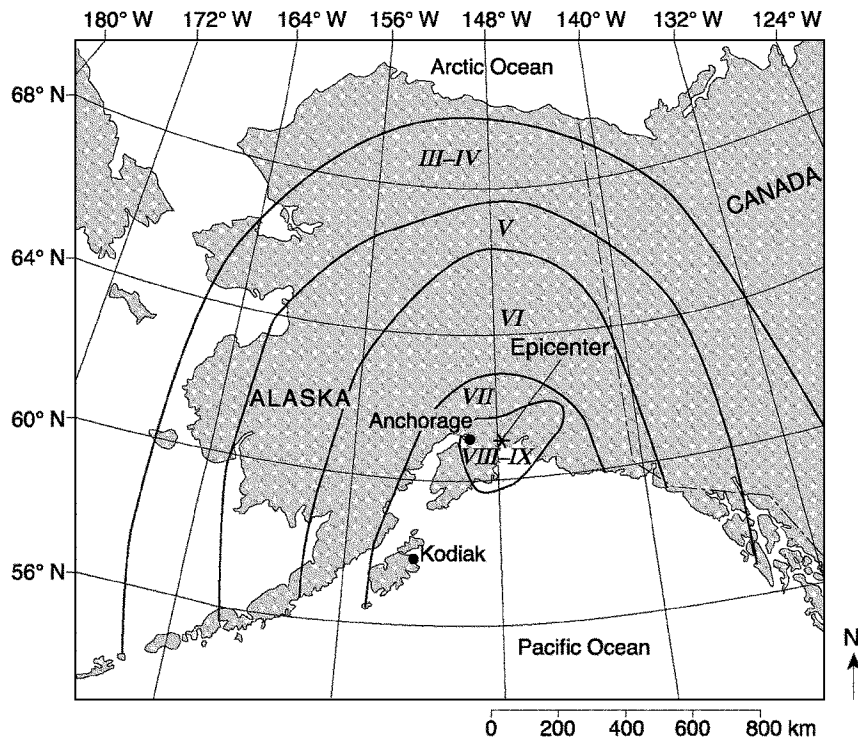 180° W 172° W 164° W 156° W 148° W 140° W 132° W 124° W
Arctic Ocean
68° N
III–IV
CANADA
V
64° N
VI
Epicenter
VII
ALASKA
Anchorage
60° N
VIII–IX
Kodiak
56° N
Pacific Ocean
N
0 200 400 600 800 km